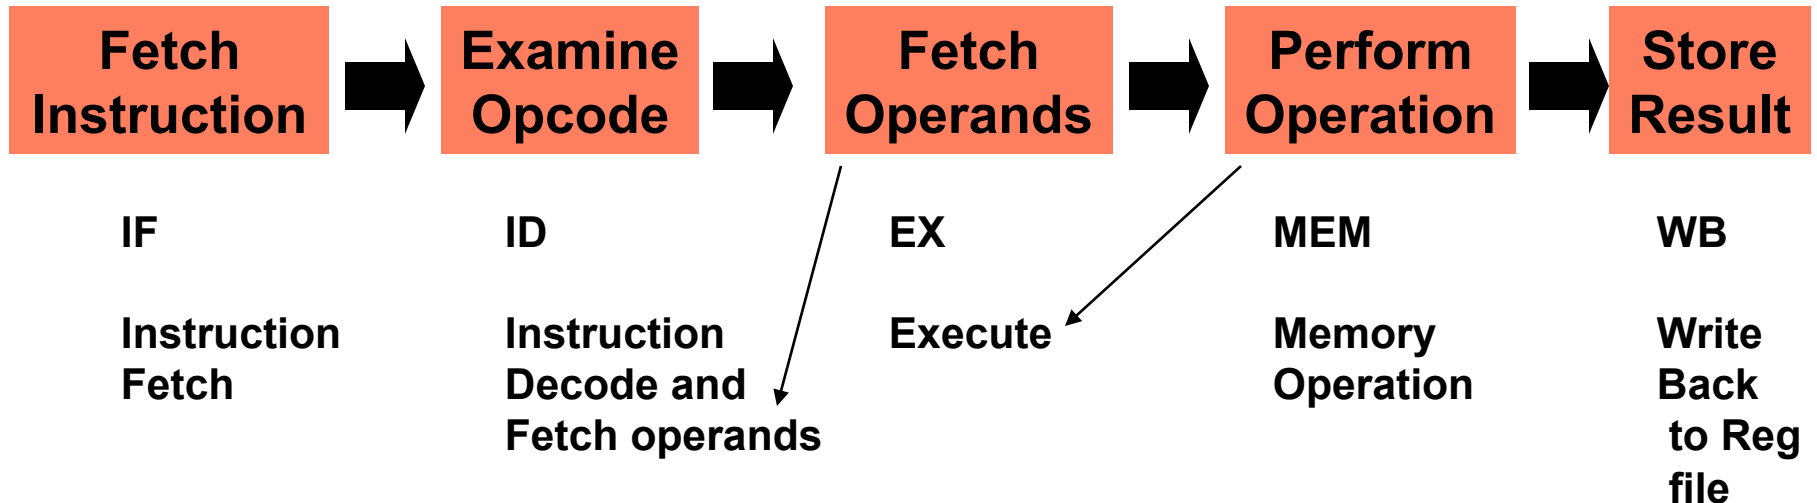 Fetch
Instruction
Examine
Opcode
Fetch
Operands
Perform
Operation
Store
Result
IF
ID
EX
MEM
WB
Instruction
Fetch
Instruction
Decode and
Fetch operands
Execute
Memory
Operation
Write
Back
to Reg
file